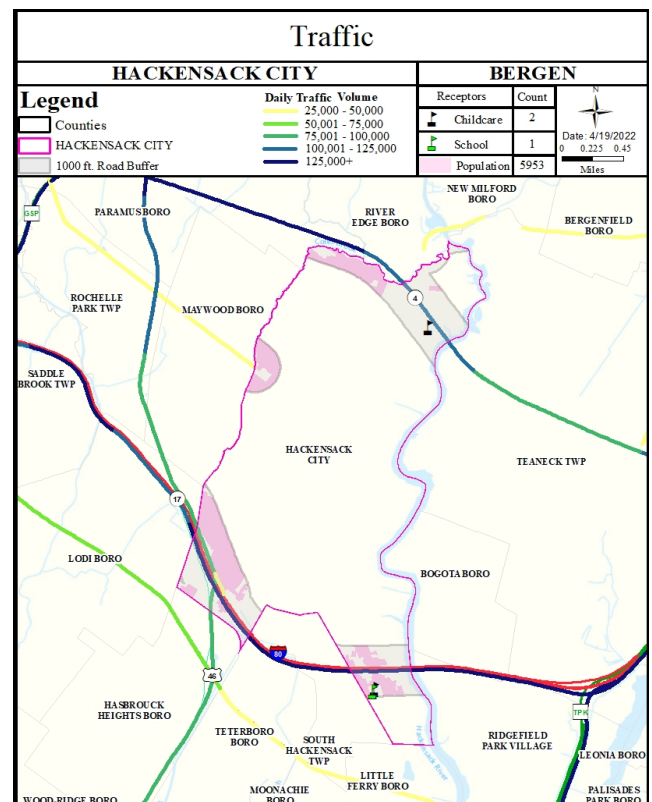 Traffic
HACKENSACK CITY
BERGEN
Legend
Counties
HACKENSACK CITY
1000 ft. Road Buffer
Daily Traffic Volume
25,000 - 50,000
50,001 - 75,000
75,001 - 100,000
100,001 - 125,000
125,000+
Receptors Count
Childcare 2
School 1
Population 5953
N
Date: 4/19/2022
0 0.225 0.45
Miles
NEW MILFORD
BORO
PARAMUS BORO
RIVER
EDGE BORO
GSP
BERGENFIELD
BORO
ROCHELLE
PARK TWP
MAYWOOD BORO
4
SADDLE
BROOK TWP
HACKENSACK
CITY
TEANECK TWP
17
LODI BORO
BOGOTA BORO
80
46
HASBROUCK
HEIGHTS BORO
TETERBORO
BORO
SOUTH
HACKENSACK
TWP
Hackensack River
RIDGEFIELD
PARK VILLAGE
TPK
LEONIA BORO
LITTLE
FERRY BORO
WOOD-RIDGE BORO
MOONACHIE
BORO
PALISADES
PARK BORO